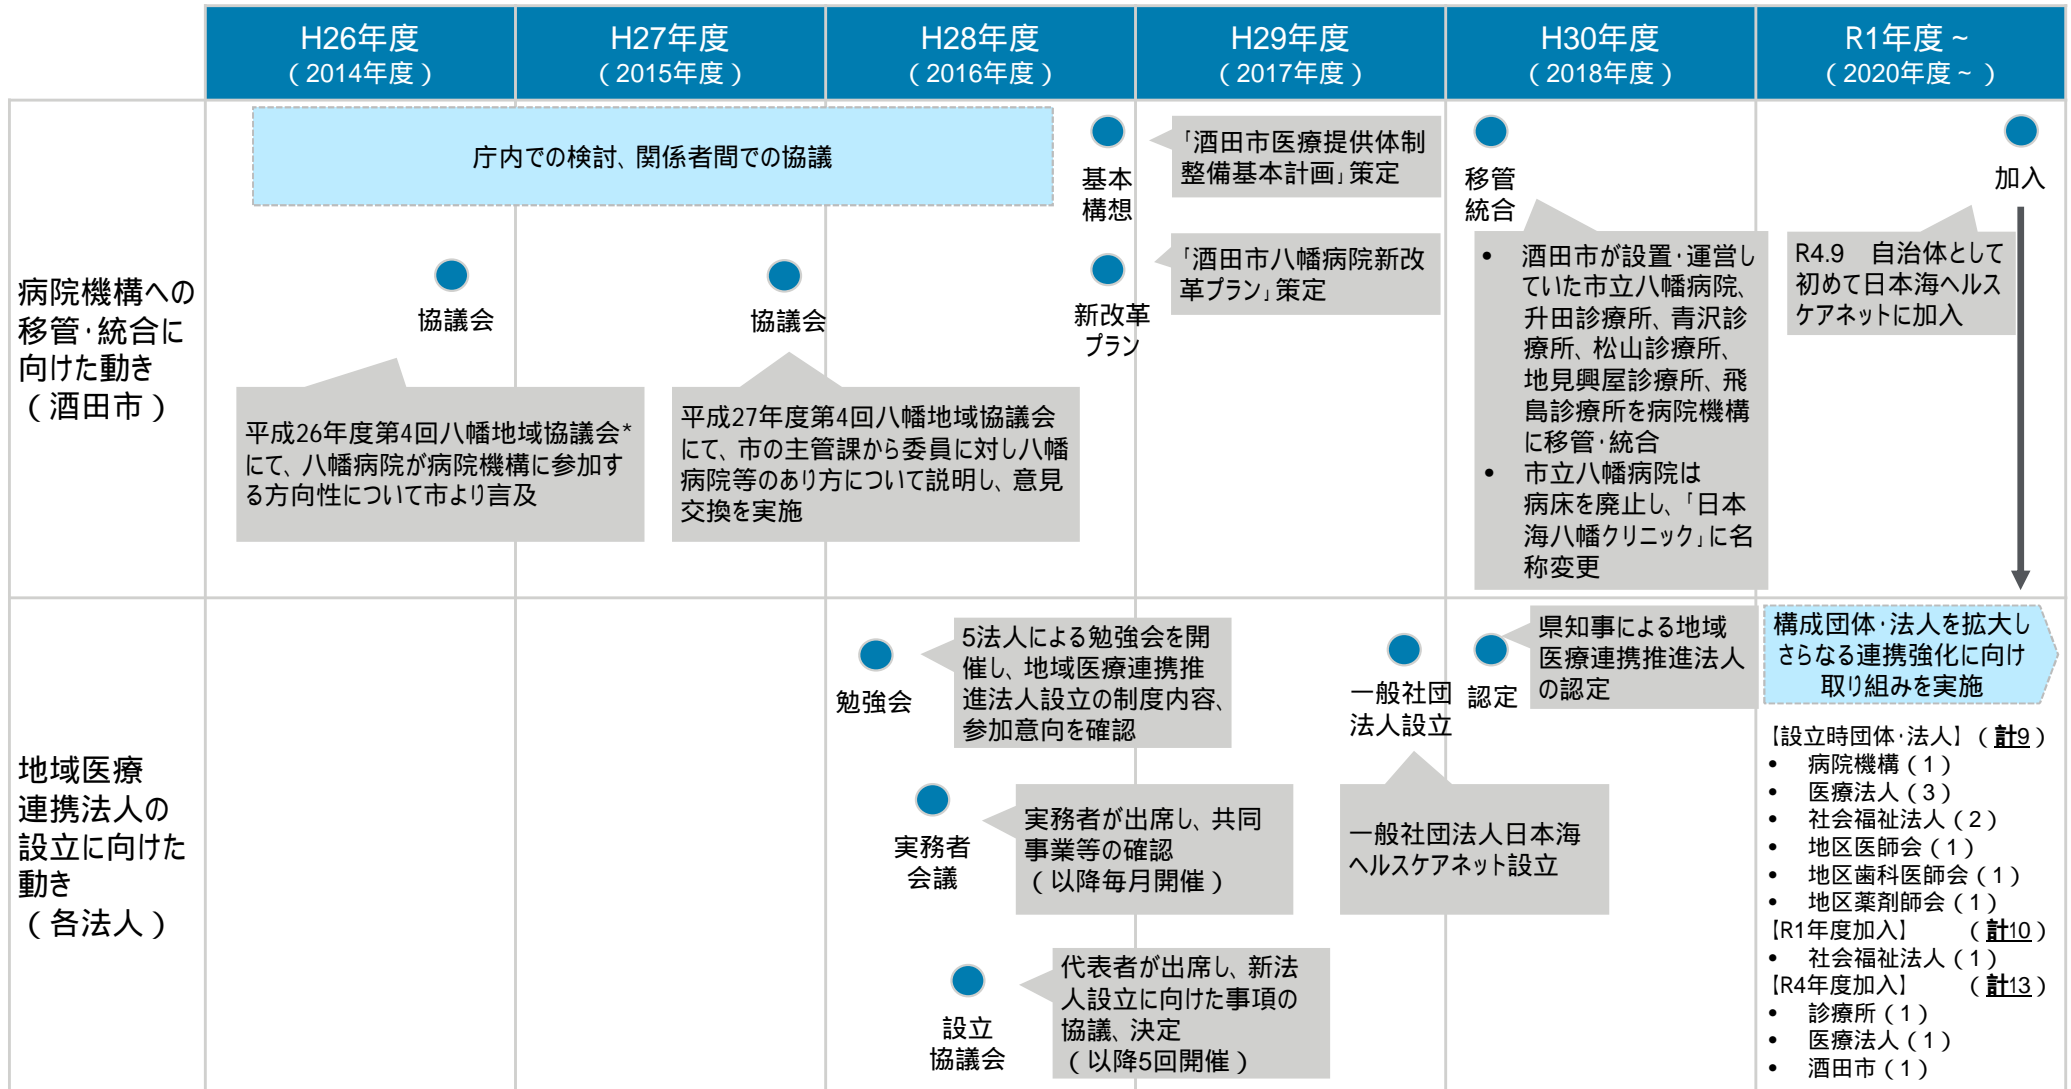 H26年度
（2014年度）
H27年度
（2015年度）
H28年度
（2016年度）
H29年度
（2017年度）
H30年度
（2018年度）
R1年度～
（2020年度～）
病院機構への
移管・統合に
向けた動き
（酒田市）
庁内での検討、関係者間での協議
協議会
平成26年度第4回八幡地域協議会*
にて、八幡病院が病院機構に参加す
る方向性について市より言及
協議会
平成27年度第4回八幡地域協議会
にて、市の主管課から委員に対し八幡
病院等のあり方について説明し、意見
交換を実施
基本
構想
「酒田市医療提供体制
整備基本計画」策定
新改革
プラン
「酒田市八幡病院新改
革プラン」策定
移管
統合
• 酒田市が設置・運営し
ていた市立八幡病院、
升田診療所、青沢診
療所、松山診療所、
地見興屋診療所、飛
島診療所を病院機構
に移管・統合
• 市立八幡病院は
病床を廃止し、「日本
海八幡クリニック」に名
称変更
加入
R4.9　自治体として
初めて日本海ヘルス
ケアネットに加入
地域医療
連携法人の
設立に向けた
動き
（各法人）
勉強会
5法人による勉強会を開
催し、地域医療連携推
進法人設立の制度内容、
参加意向を確認
実務者
会議
実務者が出席し、共同
事業等の確認
（以降毎月開催）
設立
協議会
代表者が出席し、新法
人設立に向けた事項の
協議、決定
（以降5回開催）
一般社団
法人設立
一般社団法人日本海
ヘルスケアネット設立
認定
県知事による地域
医療連携推進法人
の認定
構成団体・法人を拡大し
さらなる連携強化に向け
取り組みを実施
【設立時団体・法人】（計9）
• 病院機構（1）
• 医療法人（3）
• 社会福祉法人（2）
• 地区医師会（1）
• 地区歯科医師会（1）
• 地区薬剤師会（1）
【R1年度加入】（計10）
• 社会福祉法人（1）
【R4年度加入】（計13）
• 診療所（1）
• 医療法人（1）
• 酒田市（1）